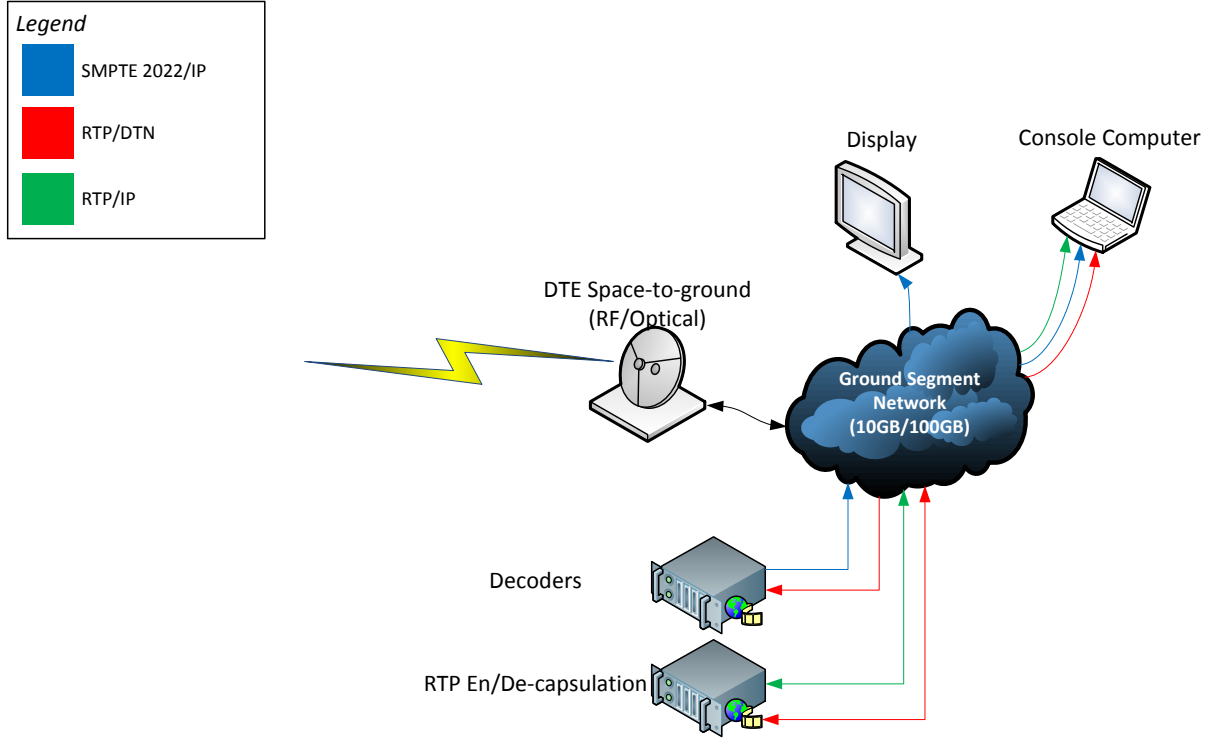 Legend
SMPTE 2022/IP
RTP/DTN
RTP/IP
Display
Console Computer
DTE Space-to-ground
(RF/Optical)
Ground Segment
Network
(10GB/100GB)
Decoders
RTP En/De-capsulation